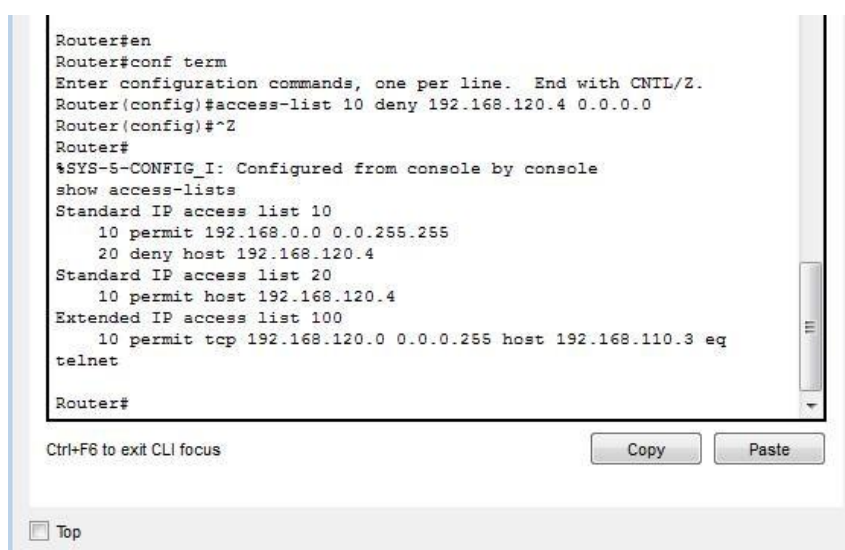 Router#en
Router#conf term
Enter configuration commands, one per line.  End with CNTL/Z.
Router(config)#access-list 10 deny 192.168.120.4 0.0.0.0
Router(config)#^Z
Router#
%SYS-5-CONFIG_I: Configured from console by console
show access-lists
Standard IP access list 10
    10 permit 192.168.0.0 0.0.255.255
    20 deny host 192.168.120.4
Standard IP access list 20
    10 permit host 192.168.120.4
Extended IP access list 100
    10 permit tcp 192.168.120.0 0.0.0.255 host 192.168.110.3 eq
telnet
Router#
Ctrl+F6 to exit CLI focus
Copy
Paste
Top